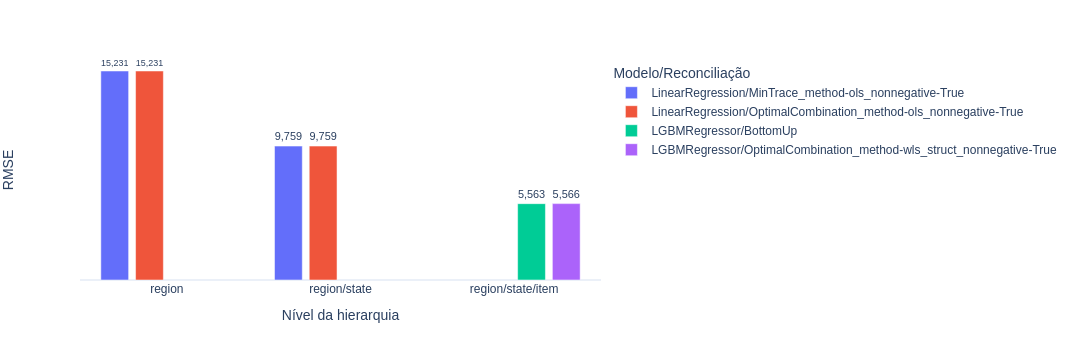 15,231 15,231
Modelo/Reconciliação
LinearRegression/MinTrace_method-ols_nonnegative-True
LinearRegression/OptimalCombination_method-ols_nonnegative-True
LGBMRegressor/BottomUp
LGBMRegressor/OptimalCombination_method-wls_struct_nonnegative-True
9,759 9,759
5,563 5,566
RMSE
region region/state region/state/item
Nível da hierarquia